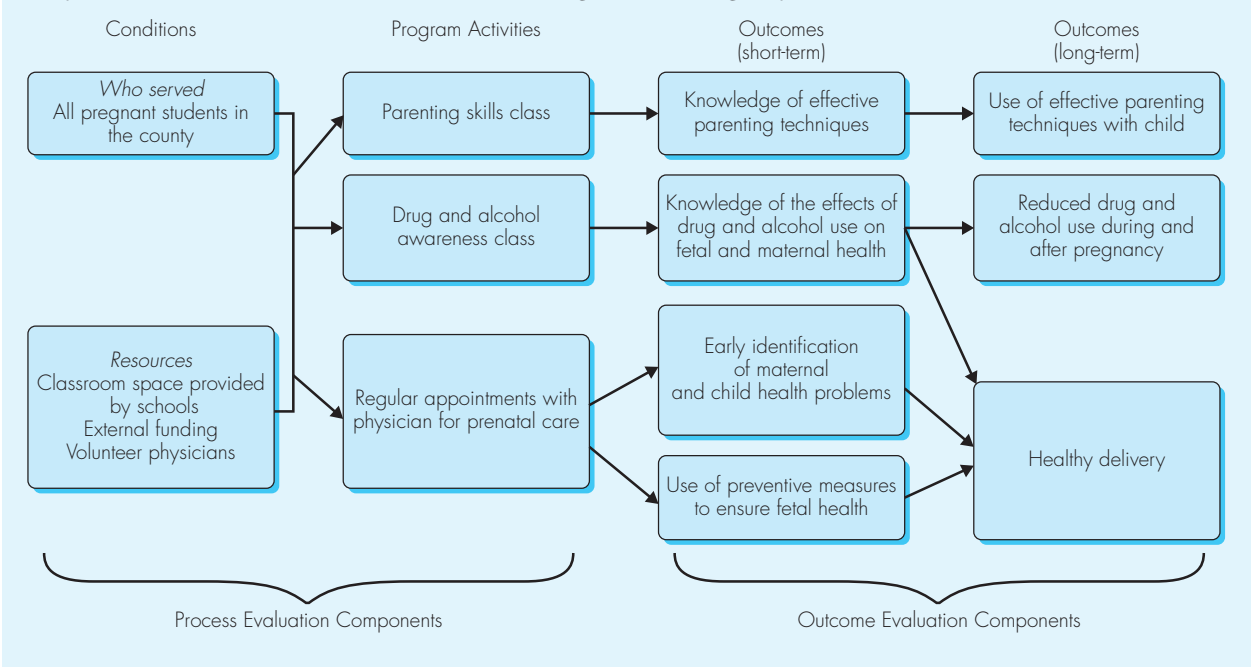 Conditions
Program Activities
Outcomes
(short-term)
Outcomes
(long-term)
Who served
All pregnant students in
the county
Parenting skills class
Knowledge of effective
parenting techniques
Use of effective parenting
techniques with child
Drug and alcohol
awareness class
Knowledge of the effects of
drug and alcohol use on
fetal and maternal health
Reduced drug and
alcohol use during and
after pregnancy
Resources
Classroom space provided
by schools
External funding
Volunteer physicians
Regular appointments with
physician for prenatal care
Early identification
of maternal
and child health problems
Use of preventive measures
to ensure fetal health
Healthy delivery
Process Evaluation Components
Outcome Evaluation Components